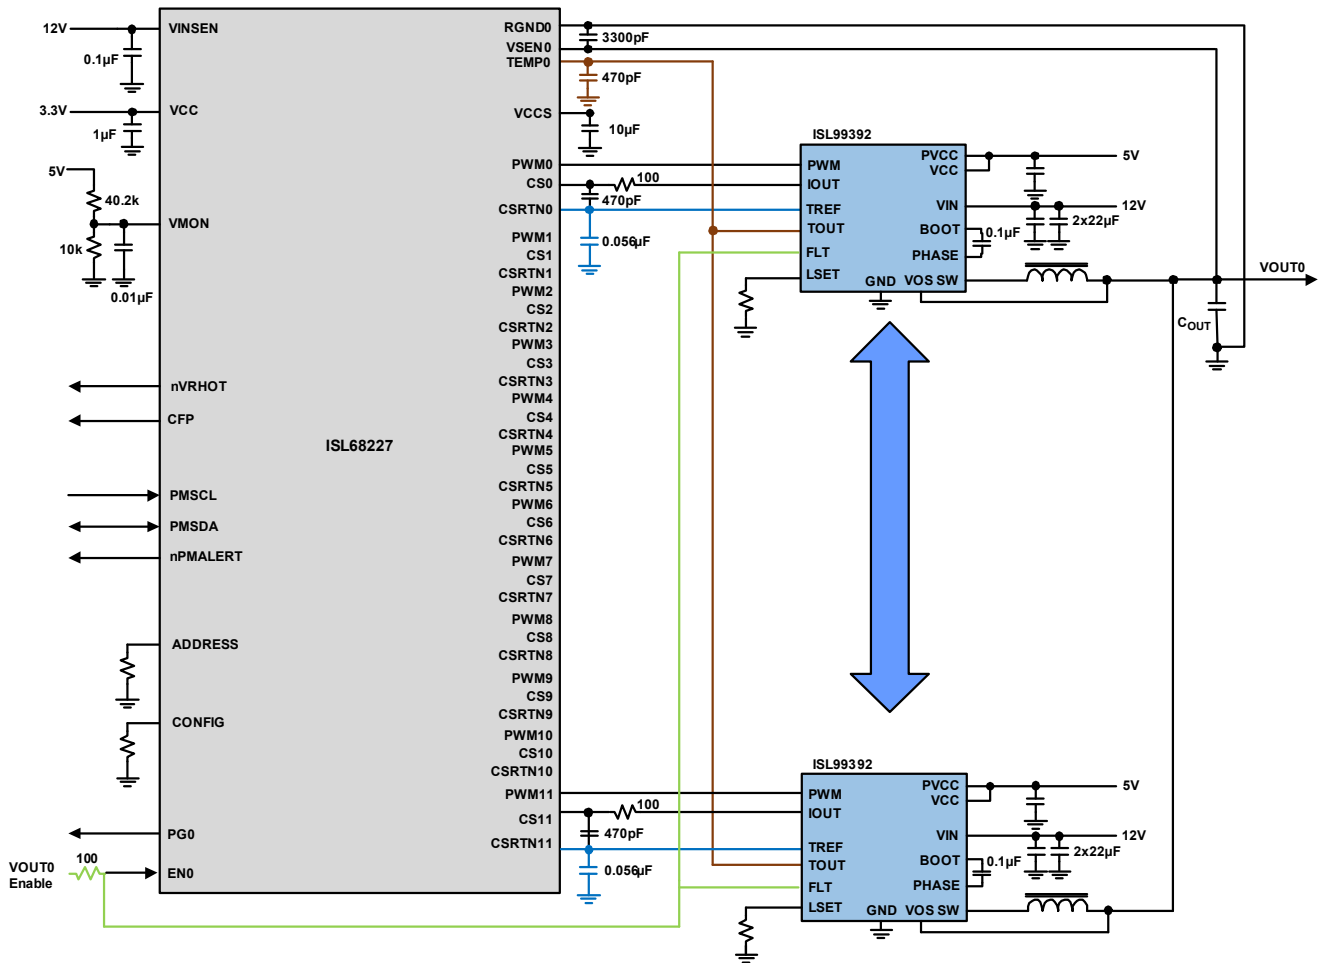 12V
VINSEN
0.1µF
3.3V
VCC
1µF
5V
40.2k
VMON
10k
0.01µF
nVRHOT
CFP
PMSCL
PMSDA
nPMALERT
ADDRESS
CONFIG
PG0
VOUT0
Enable
100
EN0
ISL68227
RGND0
3300pF
VSEN0
TEMP0
470pF
VCCS
10µF
PWM0
CS0
100
470pF
CSRTN0
0.056µF
PWM1
CS1
CSRTN1
PWM2
CS2
CSRTN2
PWM3
CS3
CSRTN3
PWM4
CS4
CSRTN4
PWM5
CS5
CSRTN5
PWM6
CS6
CSRTN6
PWM7
CS7
CSRTN7
PWM8
CS8
CSRTN8
PWM9
CS9
CSRTN9
PWM10
CS10
CSRTN10
PWM11
CS11
100
470pF
CSRTN11
0.056µF
ISL99392
PWM
IOUT
TREF
TOUT
FLT
LSET
GND
PVCC
VCC
VIN
BOOT
PHASE
VOS SW
5V
12V
2x22µF
0.1µF
VOUT0
COUT
ISL99392
PWM
IOUT
TREF
TOUT
FLT
LSET
GND
PVCC
VCC
VIN
BOOT
PHASE
VOS SW
5V
12V
2x22µF
0.1µF